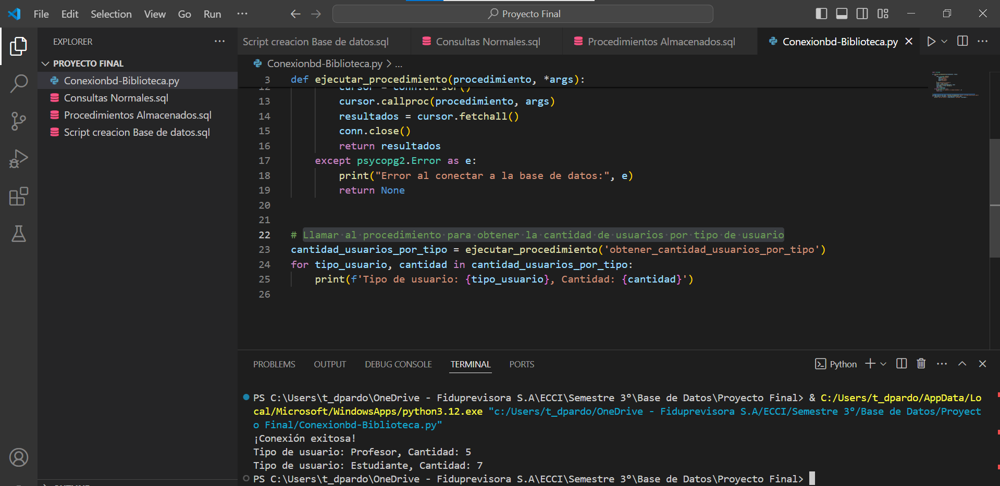 File Edit Selection View Go Run ···
Proyecto Final
EXPLORER ···
PROYECTO FINAL
Conexionbd-Biblioteca.py
Consultas Normales.sql
Procedimientos Almacenados.sql
Script creacion Base de datos.sql
Script creacion Base de datos.sql Consultas Normales.sql Procedimientos Almacenados.sql Conexionbd-Biblioteca.py
Conexionbd-Biblioteca.py > ...
3 def ejecutar_procedimiento(procedimiento, *args):
12 cursor = conn.cursor()
13 cursor.callproc(procedimiento, args)
14 resultados = cursor.fetchall()
15 conn.close()
16 return resultados
17 except psycopg2.Error as e:
18 print("Error al conectar a la base de datos:", e)
19 return None
20
21
22 # Llamar al procedimiento para obtener la cantidad de usuarios por tipo de usuario
23 cantidad_usuarios_por_tipo = ejecutar_procedimiento('obtener_cantidad_usuarios_por_tipo')
24 for tipo_usuario, cantidad in cantidad_usuarios_por_tipo:
25 print(f'Tipo de usuario: {tipo_usuario}, Cantidad: {cantidad}')
26
PROBLEMS OUTPUT DEBUG CONSOLE TERMINAL PORTS
Python
PS C:\Users\t_dpardo\OneDrive - Fiduprevisora S.A\ECCI\Semestre 3°\Base de Datos\Proyecto Final> & C:/Users/t_dpardo/AppData/Lo
cal/Microsoft/WindowsApps/python3.12.exe "c:/Users/t_dpardo/OneDrive - Fiduprevisora S.A/ECCI/Semestre 3°/Base de Datos/Proyect
o Final/Conexionbd-Biblioteca.py"
¡Conexión exitosa!
Tipo de usuario: Profesor, Cantidad: 5
Tipo de usuario: Estudiante, Cantidad: 7
PS C:\Users\t_dpardo\OneDrive - Fiduprevisora S.A\ECCI\Semestre 3°\Base de Datos\Proyecto Final>